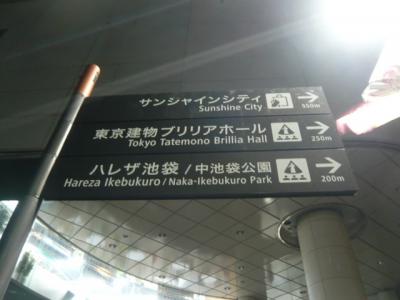 サンシャインシティ
Sunshine City
550m
東京建物ブリリアホール
Tokyo Tatemono Brillia Hall
250m
ハレザ池袋 / 中池袋公園
Hareza Ikebukuro / Naka-Ikebukuro Park
200m